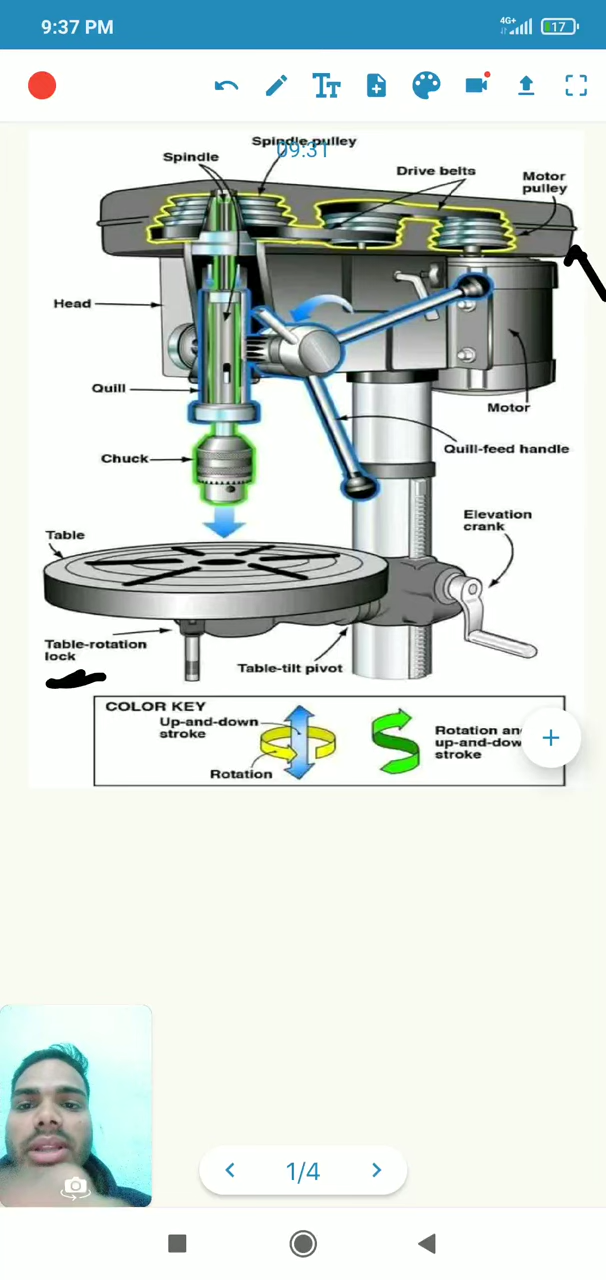 9:37 PM
4G+
17
TT
Spindle pulley
09:31
Spindle
Drive belts
Motor
pulley
Head
Quill
Motor
Quill-feed handle
Chuck
Elevation
crank
Table
Table-rotation
lock
Table-tilt pivot
COLOR KEY
Up-and-down
stroke
Rotation
Rotation an
up-and-dow
stroke
1/4